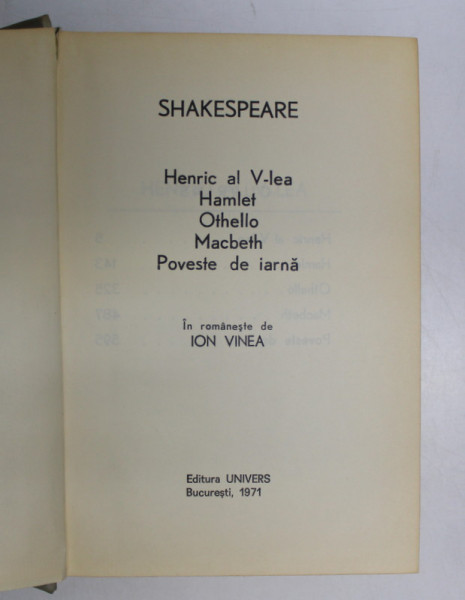 SHAKESPEARE
Henric al V-lea
Hamlet
Othello
Macbeth
Poveste de iarnă
În românește de
ION VINEA
Editura UNIVERS
București, 1971